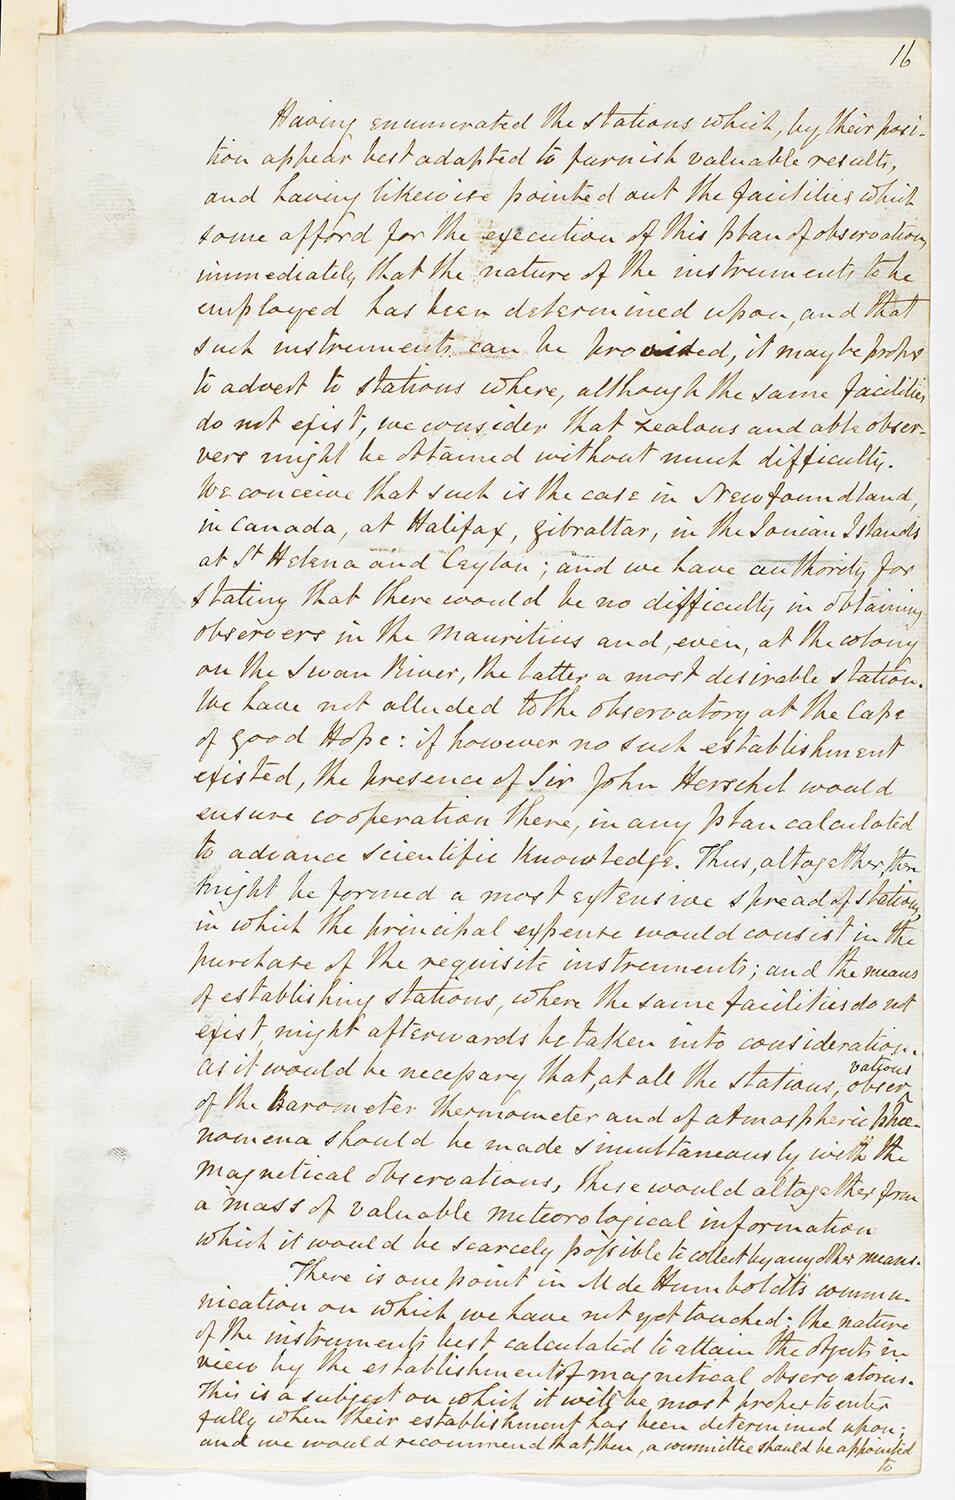 16
Having enumerated the stations which, by their posi-
tion appear best adapted to furnish valuable results,
and having likewise pointed out the facilities which
some afford for the execution of this plan of observation,
immediately that the nature of the instruments to be
employed has been determined upon, and that
such instruments can be provided, it may be proper
to advert to stations where, although the same facilities
do not exist, we consider that zealous and able obser-
vers might be obtained without much difficulty.
We conceive that such is the case in Newfoundland,
in Canada, at Halifax, Gibraltar, in the Ionian Islands
at St Helena and Ceylon; and we have authority for
stating that there would be no difficulty in obtaining
observers in the Mauritius and, even, at the colony
on the Swan River, the latter a most desirable station.
We have not alluded to the observatory at the Cape
of Good Hope: if however no such establishment
existed, the presence of Sir John Herschel would
ensure cooperation there, in any plan calculated
to advance scientific knowledge. Thus, altogether, there
might be formed a most extensive spread of stations,
in which the principal expense would consist in the
purchase of the requisite instruments; and the means
of establishing stations, where the same facilities do not
exist, might afterwards be taken into consideration.
As it would be necessary that, at all the stations, obser
vations
of the Barometer thermometer and of atmospheric phæ-
nomena should be made simultaneously with the
magnetical observations, these would altogether form
a mass of valuable meteorological information
which it would be scarcely possible to collect by any other means.
There is one point in M de Humboldt's commu-
nication on which we have not yet touched: the nature
of the instruments best calculated to attain the objects in
view by the establishment of magnetical observatories.
This is a subject on which it will be most proper to enter
fully when their establishment has been determined upon;
and we would recommend that, then, a committee should be appointed
to